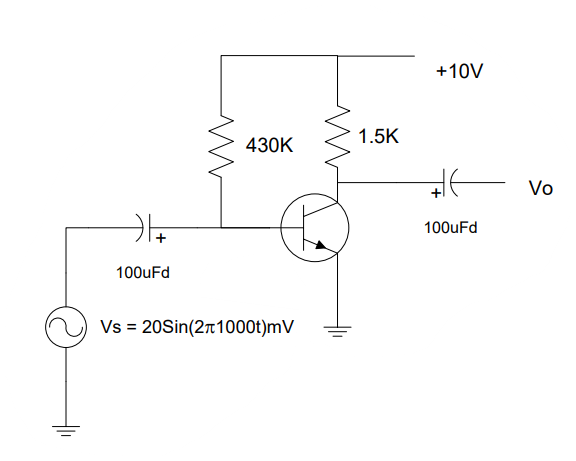 +10V
430K
1.5K
+
Vo
100uFd
+
100uFd
Vs = 20Sin(2π1000t)mV